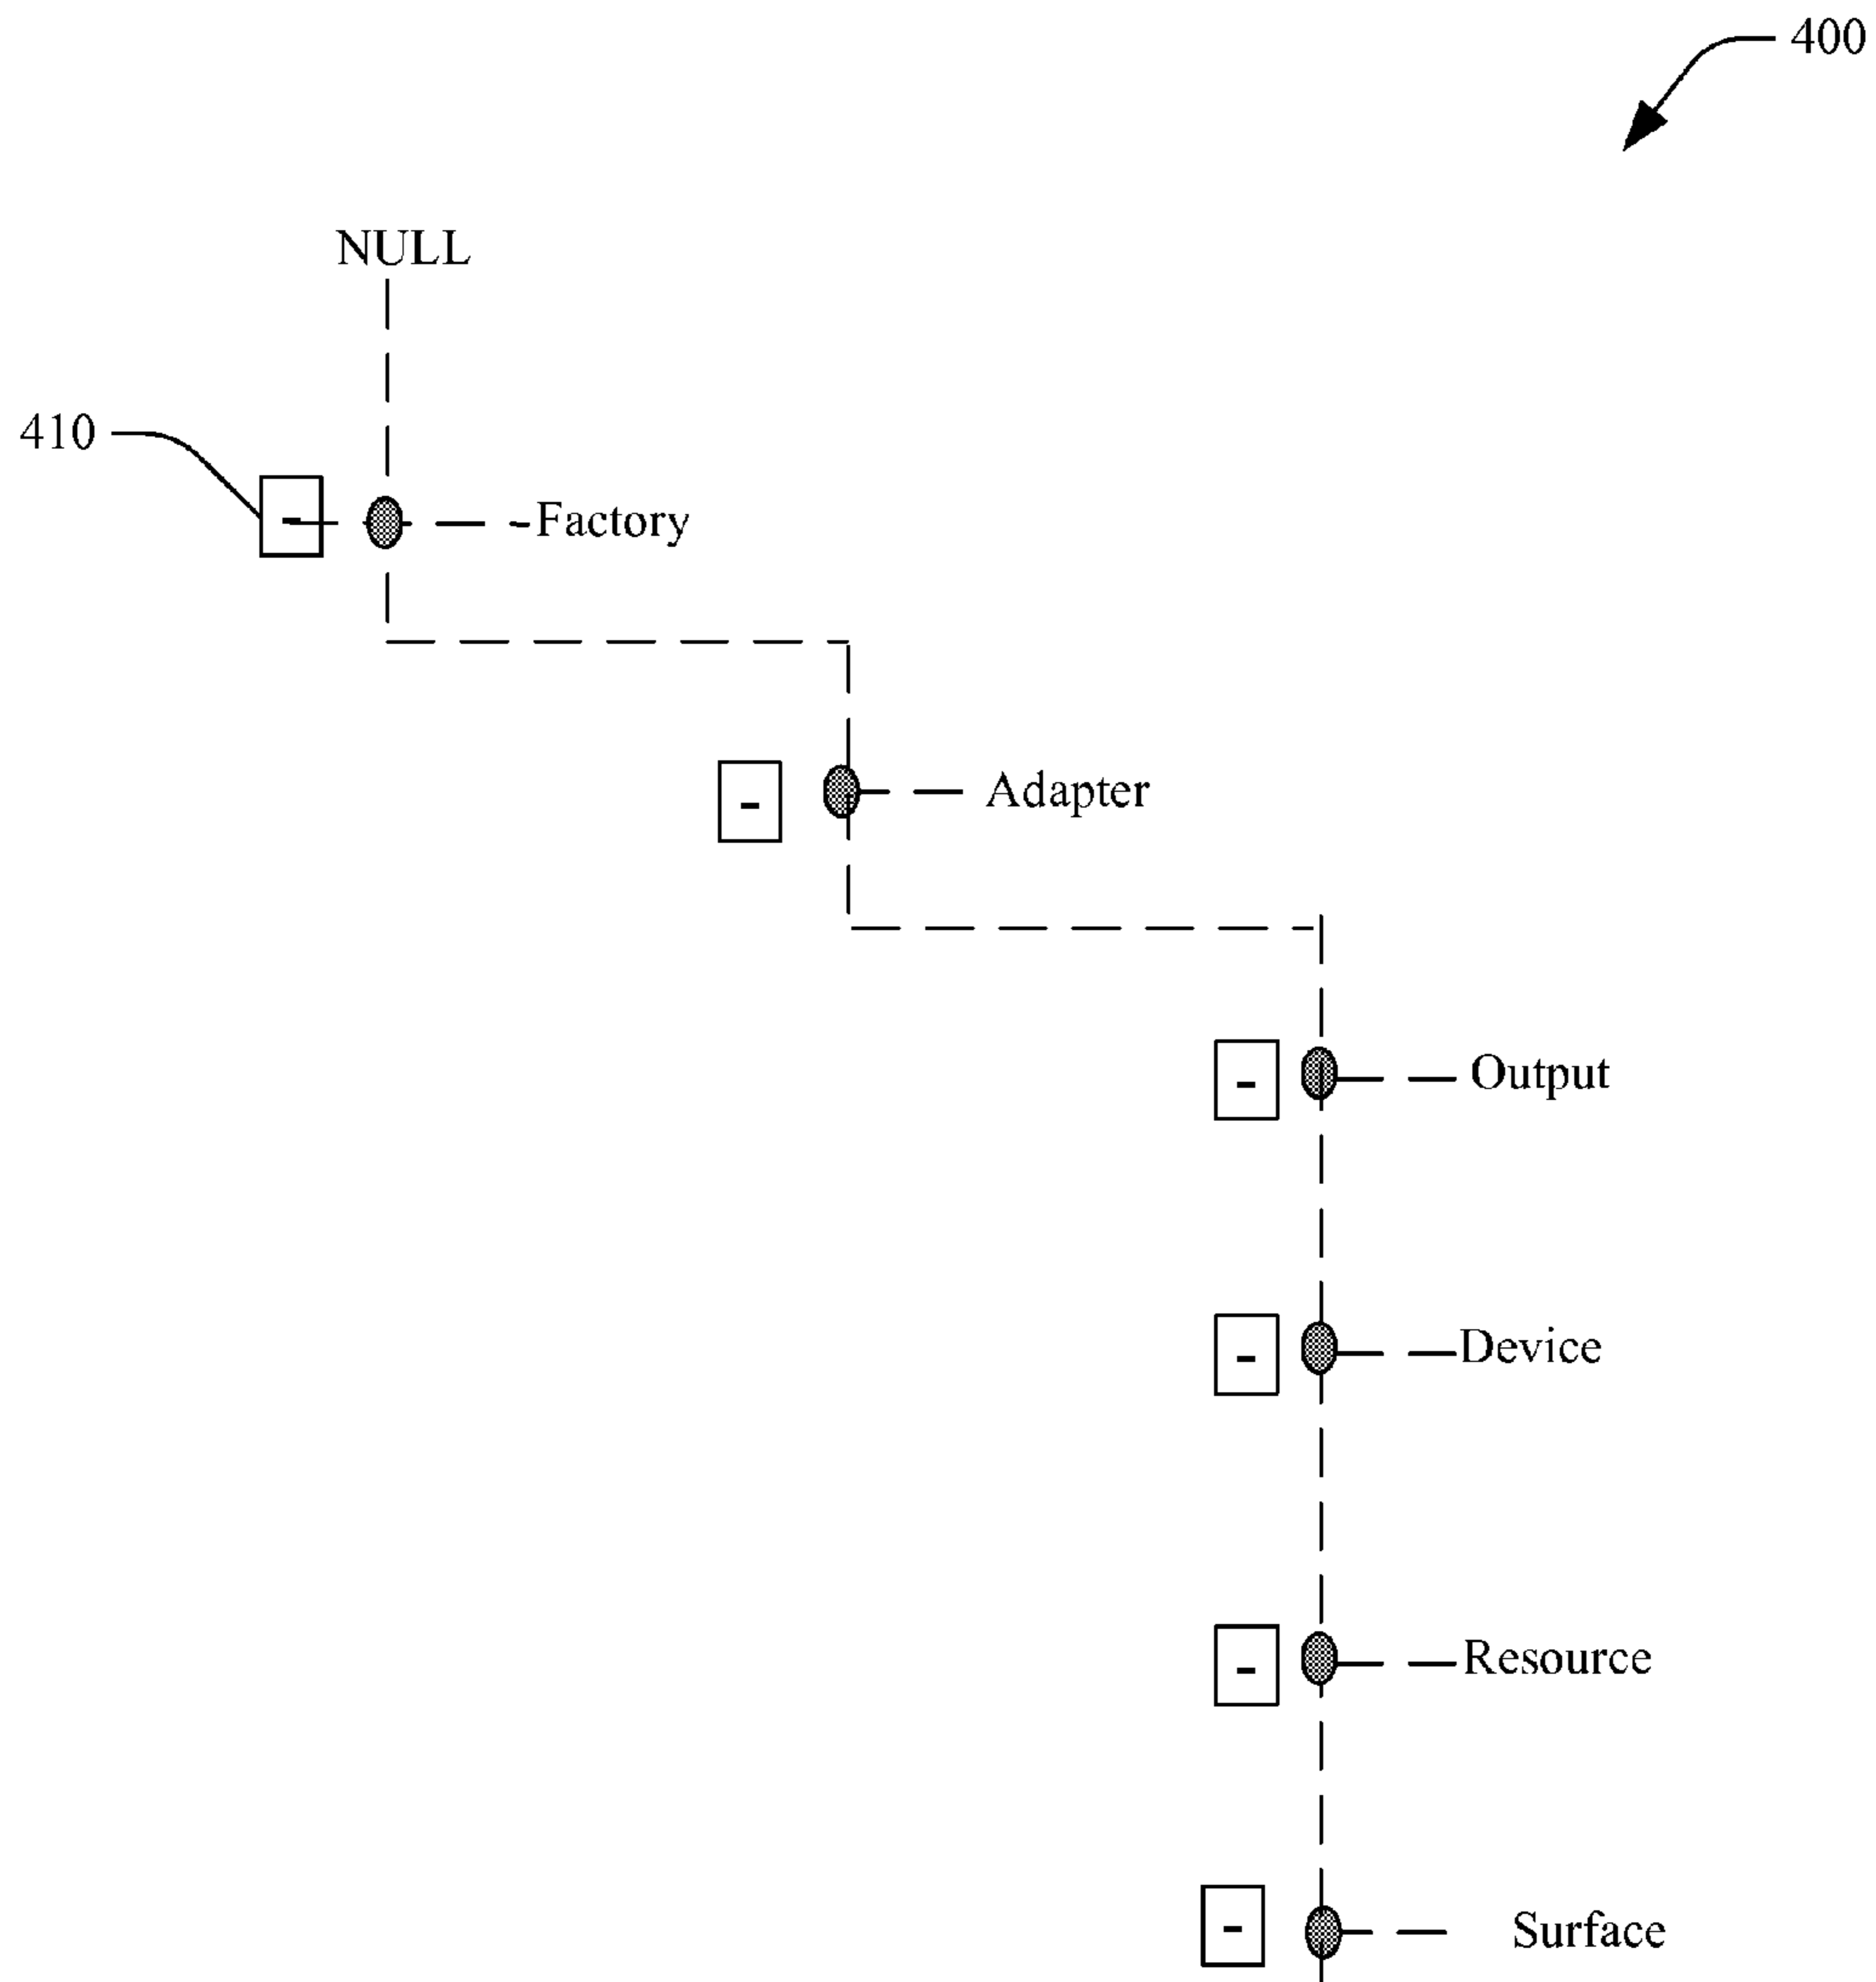 400
NULL
410
-
Factory
-
Adapter
-
Output
-
Device
-
Resource
-
Surface